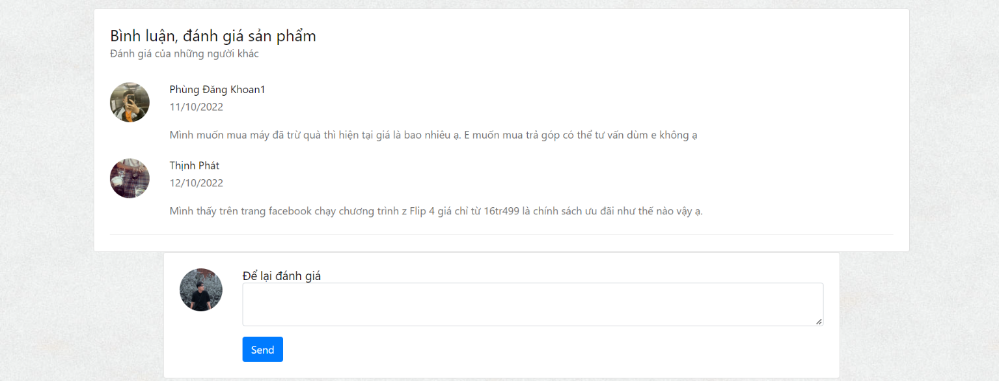 Bình luận, đánh giá sản phẩm
Đánh giá của những người khác
Phùng Đăng Khoan1
11/10/2022
Mình muốn mua máy đã trừ quà thì hiện tại giá là bao nhiêu ạ. E muốn mua trả góp có thể tư vấn dùm e không ạ
Thịnh Phát
12/10/2022
Mình thấy trên trang facebook chạy chương trình z Flip 4 giá chỉ từ 16tr499 là chính sách ưu đãi như thế nào vậy ạ.
Để lại đánh giá
Send